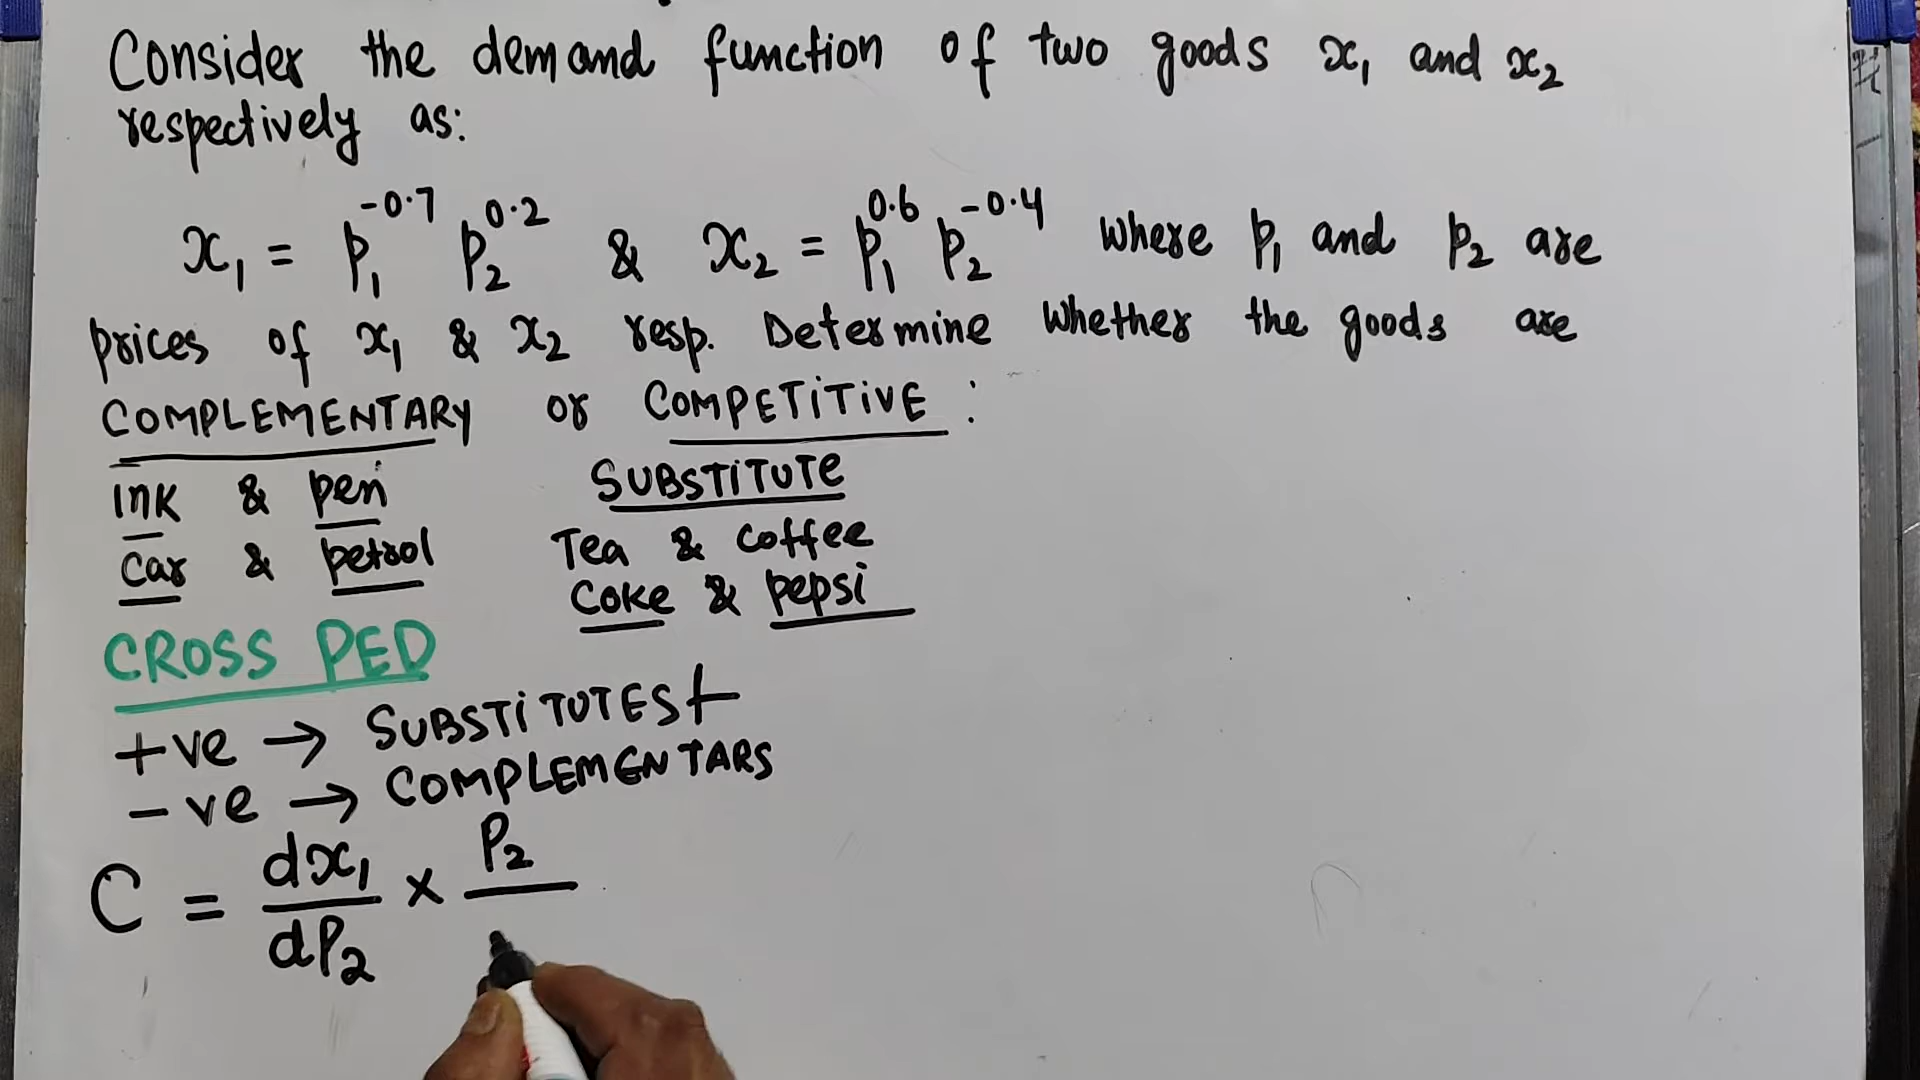 Consider the demand function of two goods x₁ and x₂
respectively as:
x₁ = p₁^-0.7 p₂^0.2 & x₂ = p₁^0.6 p₂^-0.4 where p₁ and p₂ are
prices of x₁ & x₂ resp. Determine whether the goods are
COMPLEMENTARY or COMPETITIVE :
ink & pen
SUBSTITUTE
car & petrol
Tea & coffee
Coke & pepsi
CROSS PED
+ve → SUBSTITUTES +
-ve → COMPLEMENTARS
C = dx₁/dP₂ × P₂/